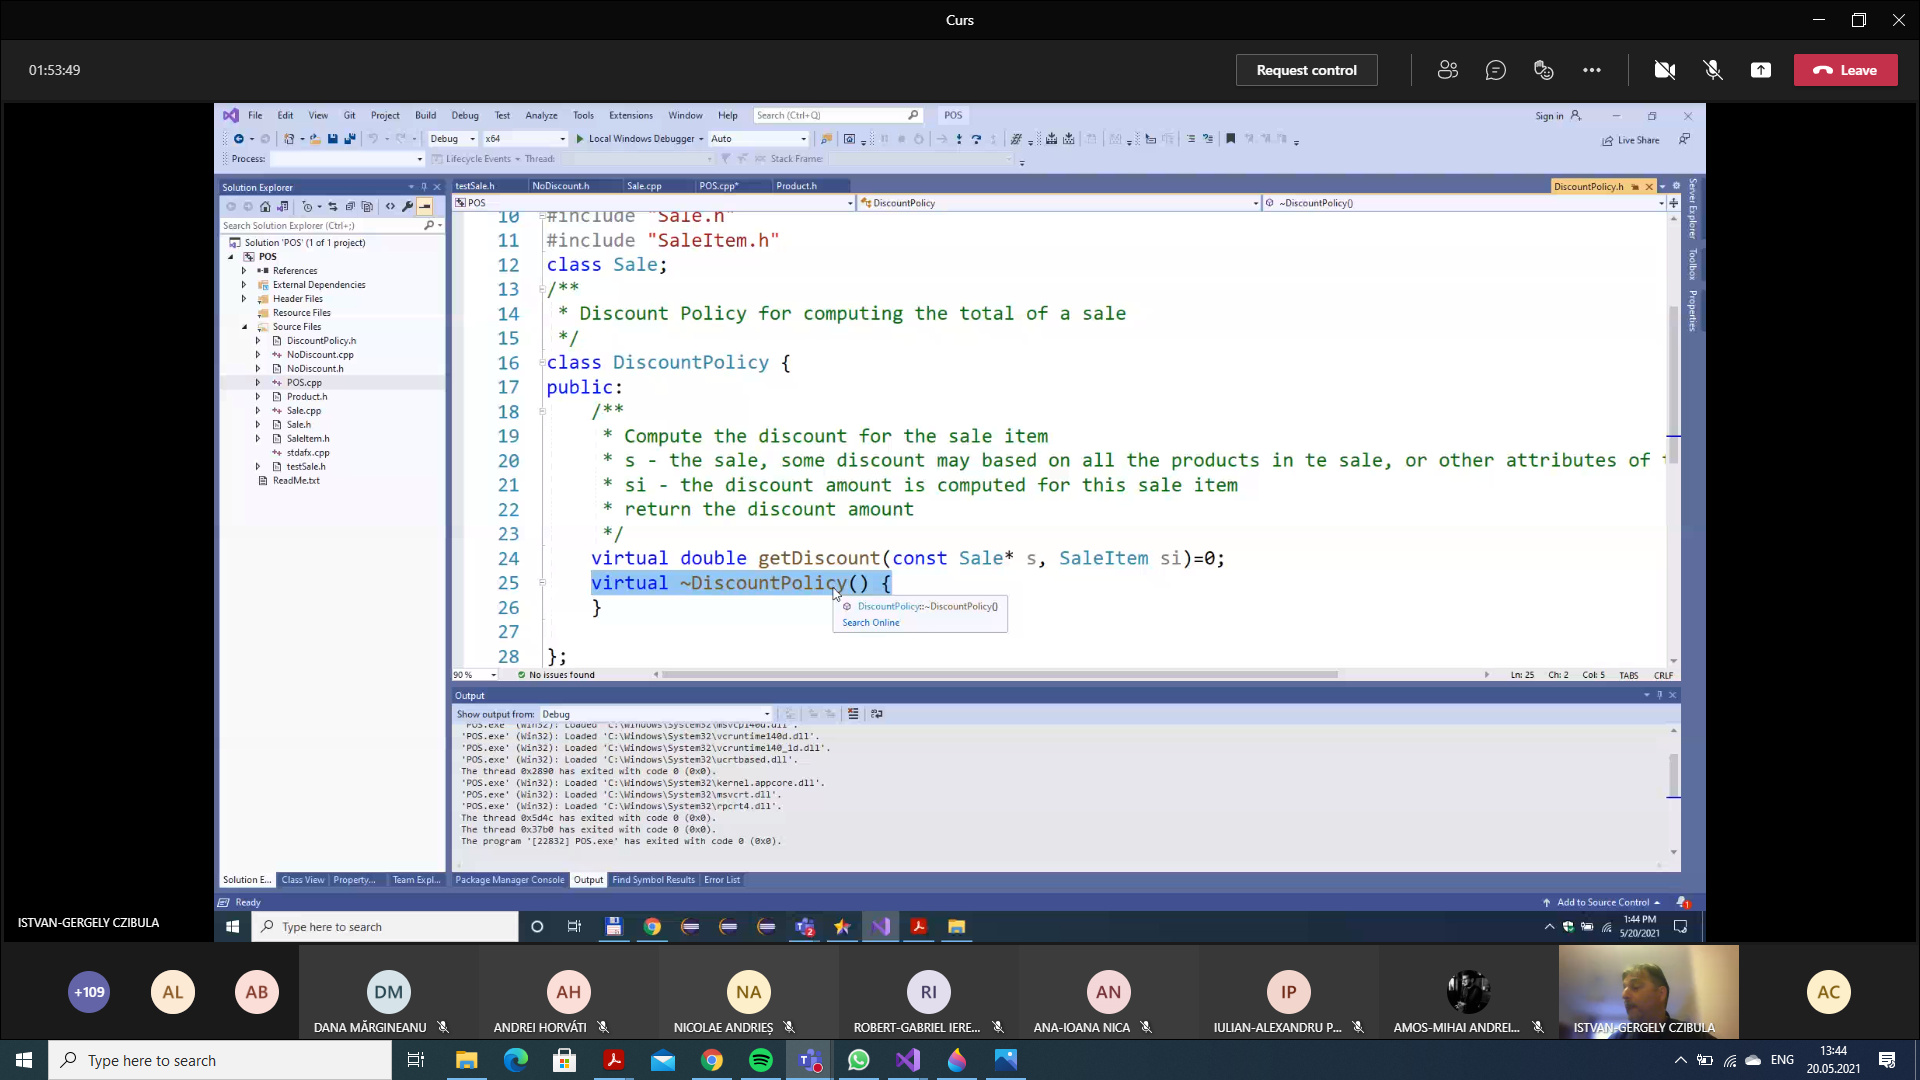 Curs
01:53:49
Request control
Leave
File Edit View Git Project Build Debug Test Analyze Tools Extensions Window Help Search (Ctrl+Q) POS Sign in
Debug x64 Local Windows Debugger Auto Live Share
Process: Lifecycle Events Thread: Stack Frame:
Solution Explorer
Search Solution Explorer (Ctrl+;)
Solution 'POS' (1 of 1 project)
POS
References
External Dependencies
Header Files
Resource Files
Source Files
DiscountPolicy.h
NoDiscount.cpp
NoDiscount.h
POS.cpp
Product.h
Sale.cpp
Sale.h
SaleItem.h
stdafx.cpp
testSale.h
ReadMe.txt
Solution E... Class View Property... Team Expl...
testSale.h NoDiscount.h Sale.cpp POS.cpp* Product.h DiscountPolicy.h
POS DiscountPolicy ~DiscountPolicy()
10 #include "Sale.h"
11 #include "SaleItem.h"
12 class Sale;
13 /**
14 * Discount Policy for computing the total of a sale
15 */
16 class DiscountPolicy {
17 public:
18 /**
19 * Compute the discount for the sale item
20 * s - the sale, some discount may based on all the products in te sale, or other attributes of
21 * si - the discount amount is computed for this sale item
22 * return the discount amount
23 */
24 virtual double getDiscount(const Sale* s, SaleItem si)=0;
25 virtual ~DiscountPolicy() {
26 }
27
28 };
DiscountPolicy::~DiscountPolicy()
Search Online
90 % No issues found Ln: 25 Ch: 2 Col: 5 TABS CRLF
Server Explorer
Toolbox
Properties
Output
Show output from: Debug
'POS.exe' (Win32): Loaded 'C:\Windows\System32\msvcp140d.dll'.
'POS.exe' (Win32): Loaded 'C:\Windows\System32\vcruntime140d.dll'.
'POS.exe' (Win32): Loaded 'C:\Windows\System32\vcruntime140_1d.dll'.
'POS.exe' (Win32): Loaded 'C:\Windows\System32\ucrtbased.dll'.
The thread 0x2890 has exited with code 0 (0x0).
'POS.exe' (Win32): Loaded 'C:\Windows\System32\kernel.appcore.dll'.
'POS.exe' (Win32): Loaded 'C:\Windows\System32\msvcrt.dll'.
'POS.exe' (Win32): Loaded 'C:\Windows\System32\rpcrt4.dll'.
The thread 0x5d4c has exited with code 0 (0x0).
The thread 0x37b0 has exited with code 0 (0x0).
The program '[22832] POS.exe' has exited with code 0 (0x0).
Package Manager Console Output Find Symbol Results Error List
Ready Add to Source Control 1
ISTVAN-GERGELY CZIBULA
Type here to search 2 1:44 PM
5/20/2021
+109 AL AB DM AH NA RI AN IP AC
DANA MĂRGINEANU ANDREI HORVÁTI NICOLAE ANDRIEȘ ROBERT-GABRIEL IERE... ANA-IOANA NICA IULIAN-ALEXANDRU P... AMOS-MIHAI ANDREI... ISTVAN-GERGELY CZIBULA
Type here to search ENG 13:44
20.05.2021